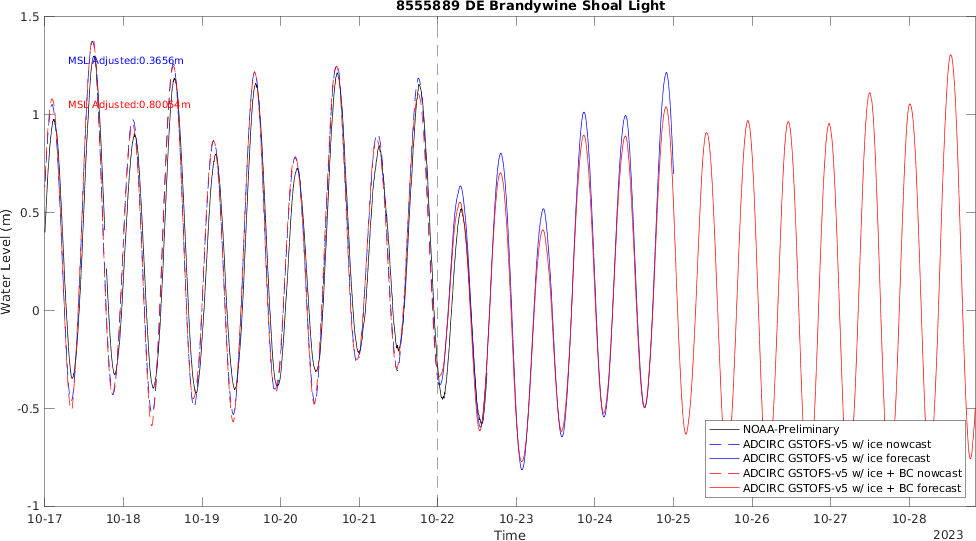 8555889 DE Brandywine Shoal Light
1.5
MSL Adjusted:0.3656m
MSL Adjusted:0.80054m
1
0.5
Water Level (m)
0
-0.5
-1
NOAA-Preliminary
ADCIRC GSTOFS-v5 w/ ice nowcast
ADCIRC GSTOFS-v5 w/ ice forecast
ADCIRC GSTOFS-v5 w/ ice + BC nowcast
ADCIRC GSTOFS-v5 w/ ice + BC forecast
10-17 10-18 10-19 10-20 10-21 10-22 10-23 10-24 10-25 10-26 10-27 10-28
Time
2023